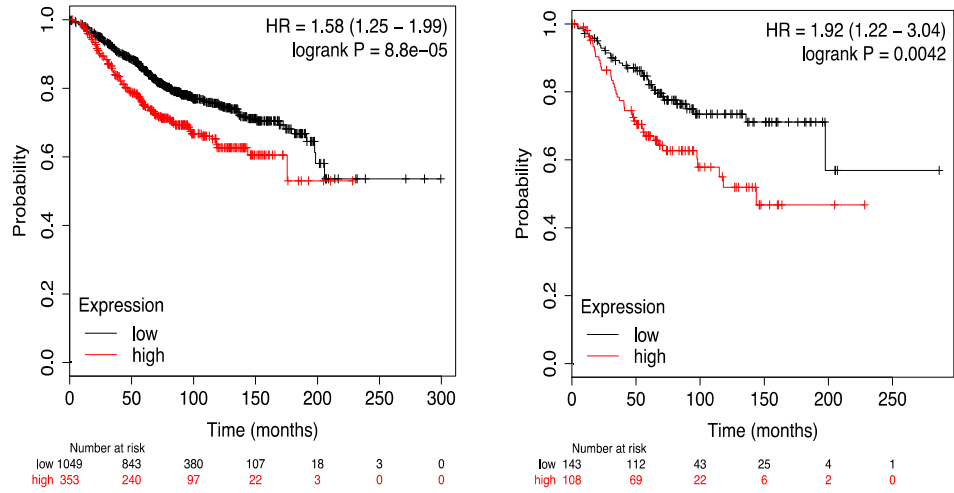 HR = 1.58 (1.25 – 1.99)
logrank P = 8.8e−05
Probability
1.0
0.8
0.6
0.4
0.2
0.0
Expression
low
high
0 50 100 150 200 250 300
Time (months)
Number at risk
low 1049 843 380 107 18 3 0
high 353 240 97 22 3 0 0
HR = 1.92 (1.22 – 3.04)
logrank P = 0.0042
Probability
1.0
0.8
0.6
0.4
0.2
0.0
Expression
low
high
0 50 100 150 200 250
Time (months)
Number at risk
low 143 112 43 25 4 1
high 108 69 22 6 2 0